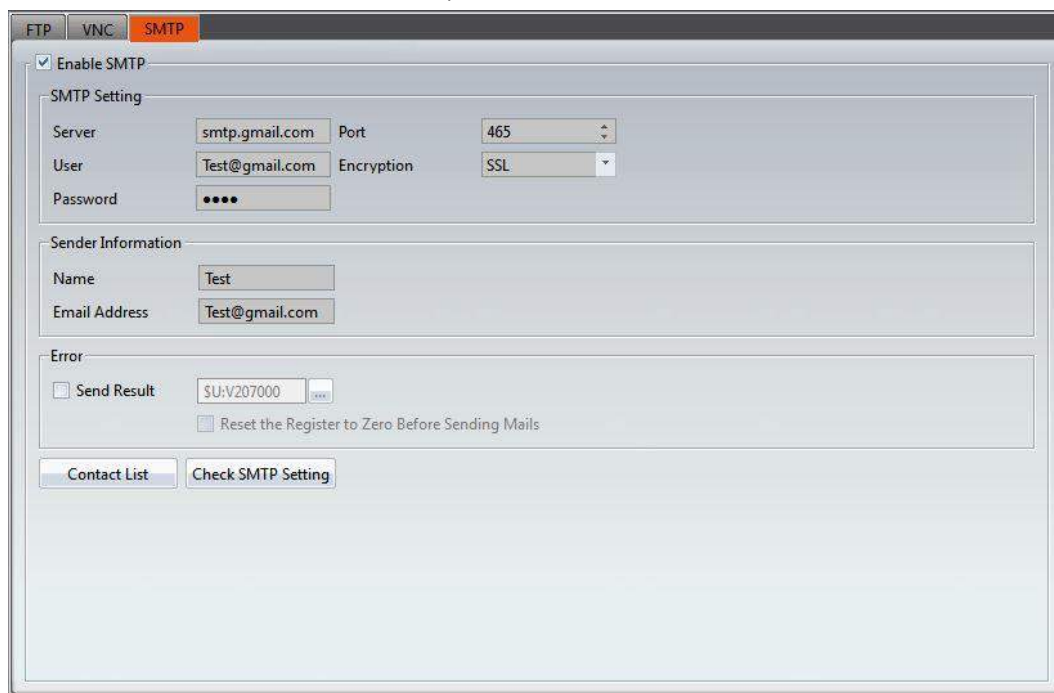 FTP VNC SMTP
Enable SMTP
SMTP Setting
Server smtp.gmail.com Port 465
User Test@gmail.com Encryption SSL
Password ••••
Sender Information
Name Test
Email Address Test@gmail.com
Error
Send Result $U:V207000 ...
Reset the Register to Zero Before Sending Mails
Contact List Check SMTP Setting